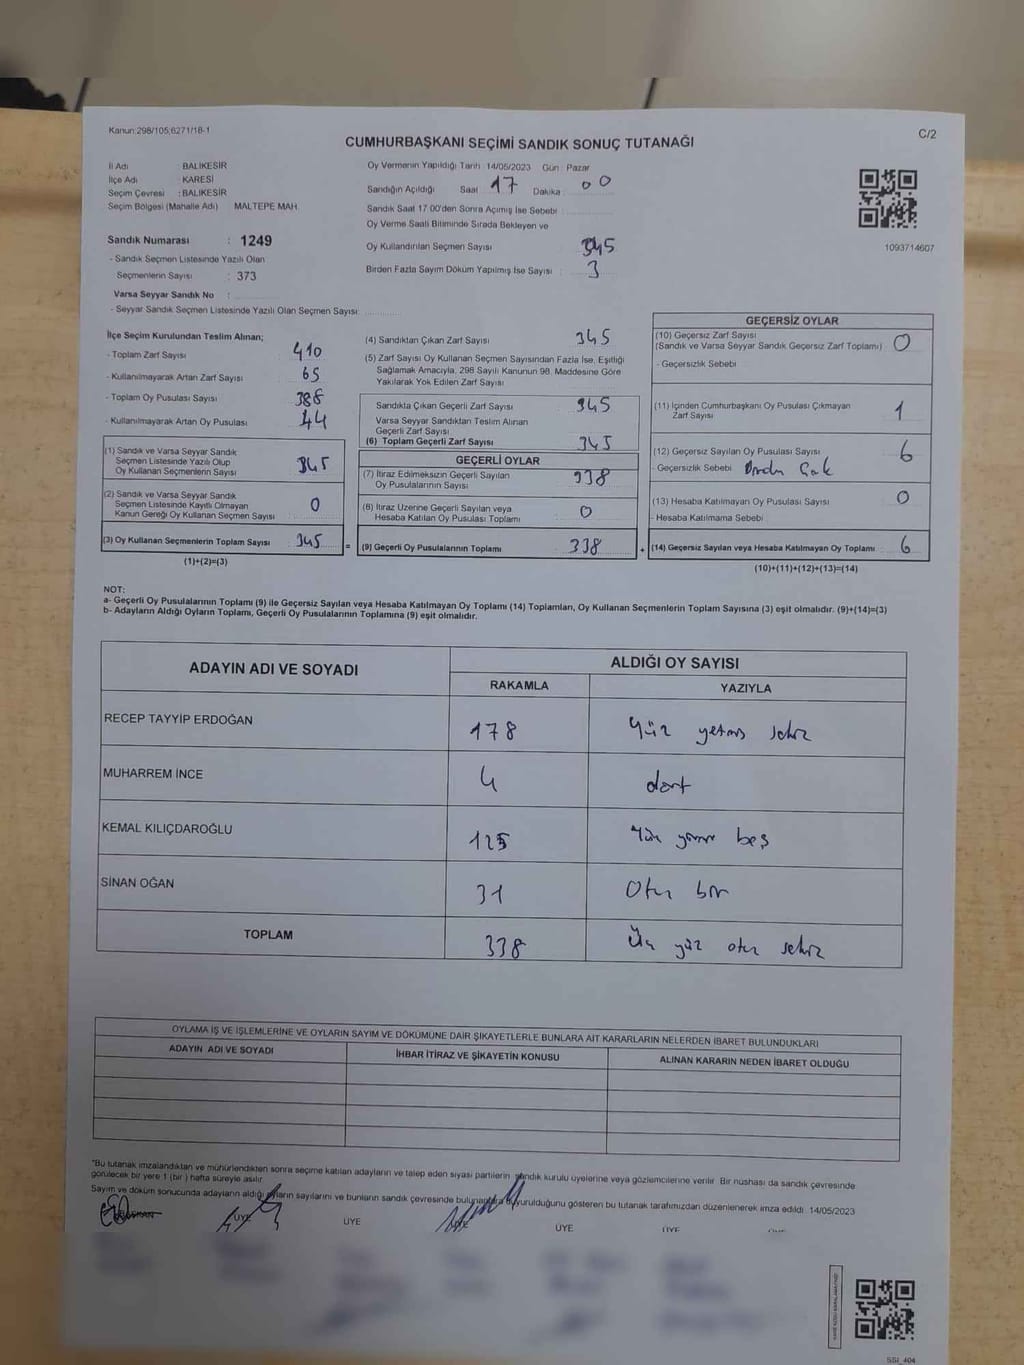 Kanun:298/105,6271/18-1
C/2
CUMHURBAŞKANI SEÇİMİ SANDIK SONUÇ TUTANAĞI
İl Adı : BALIKESİR
İlçe Adı : KARESİ
Seçim Çevresi : BALIKESİR
Seçim Bölgesi (Mahalle Adı) MALTEPE MAH.
Sandık Numarası : 1249
- Sandık Seçmen Listesinde Yazılı Olan
Seçmenlerin Sayısı : 373
Varsa Seyyar Sandık No :
- Seyyar Sandık Seçmen Listesinde Yazılı Olan Seçmen Sayısı:
Oy Vermenin Yapıldığı Tarih 14/05/2023 Gün Pazar
Sandığın Açıldığı Saat 17 Dakika 00
Sandık Saat 17:00'den Sonra Açımış İse Sebebi
Oy Verme Saati Bitiminde Sırada Bekleyen ve
Oy Kullandırılan Seçmen Sayısı 345
Birden Fazla Sayım Döküm Yapılmış İse Sayısı : 3
1093714607
İlçe Seçim Kurulundan Teslim Alınan;
- Toplam Zarf Sayısı 410
- Kullanılmayarak Artan Zarf Sayısı 65
- Toplam Oy Pusulası Sayısı 388
- Kullanılmayarak Artan Oy Pusulası 44
(1) Sandık ve Varsa Seyyar Sandık
Seçmen Listesinde Yazılı Olup
Oy Kullanan Seçmenlerin Sayısı 345
(2) Sandık ve Varsa Seyyar Sandık
Seçmen Listesinde Kayıtlı Olmayan
Kanun Gereği Oy Kullanan Seçmen Sayısı 0
(3) Oy Kullanan Seçmenlerin Toplam Sayısı 345 =
(1)+(2)=(3)
(4) Sandıktan Çıkan Zarf Sayısı 345
(5) Zarf Sayısı Oy Kullanan Seçmen Sayısından Fazla İse, Eşitliği
Sağlamak Amacıyla, 298 Sayılı Kanunun 98. Maddesine Göre
Yakılarak Yok Edilen Zarf Sayısı
Sandıkta Çıkan Geçerli Zarf Sayısı 345
Varsa Seyyar Sandıktan Teslim Alınan
Geçerli Zarf Sayısı
(6) Toplam Geçerli Zarf Sayısı 345
GEÇERLİ OYLAR
(7) İtiraz Edilmeksizin Geçerli Sayılan
Oy Pusulalarının Sayısı 338
(8) İtiraz Üzerine Geçerli Sayılan veya
Hesaba Katılan Oy Pusulası Toplamı 0
(9) Geçerli Oy Pusulalarının Toplamı 338 +
GEÇERSİZ OYLAR
(10) Geçersiz Zarf Sayısı
(Sandık ve Varsa Seyyar Sandık Geçersiz Zarf Toplamı) 0
- Geçersizlik Sebebi
(11) İçinden Cumhurbaşkanı Oy Pusulası Çıkmayan
Zarf Sayısı 1
(12) Geçersiz Sayılan Oy Pusulası Sayısı 6
- Geçersizlik Sebebi
(13) Hesaba Katılmayan Oy Pusulası Sayısı 0
- Hesaba Katılmama Sebebi
(14) Geçersiz Sayılan veya Hesaba Katılmayan Oy Toplamı 6
(10)+(11)+(12)+(13)=(14)
NOT:
a- Geçerli Oy Pusulalarının Toplamı (9) ile Geçersiz Sayılan veya Hesaba Katılmayan Oy Toplamı (14) Toplamları, Oy Kullanan Seçmenlerin Toplam Sayısına (3) eşit olmalıdır. (9)+(14)=(3)
b- Adayların Aldığı Oyların Toplamı, Geçerli Oy Pusulalarının Toplamına (9) eşit olmalıdır.
ADAYIN ADI VE SOYADI
ALDIĞI OY SAYISI
RAKAMLA
YAZIYLA
RECEP TAYYİP ERDOĞAN 178 Yüz yetmiş sekiz
MUHARREM İNCE 4 dört
KEMAL KILIÇDAROĞLU 125 Yüz yirmi beş
SİNAN OĞAN 31 Otuz bir
TOPLAM 338 Üç yüz otuz sekiz
OYLAMA İŞ VE İŞLEMLERİNE VE OYLARIN SAYIM VE DÖKÜMÜNE DAİR ŞİKAYETLERLE BUNLARA AİT KARARLARIN NELERDEN İBARET BULUNDUKLARI
ADAYIN ADI VE SOYADI
İHBAR İTİRAZ VE ŞİKAYETİN KONUSU
ALINAN KARARIN NEDEN İBARET OLDUĞU
"Bu tutanak imzalandıktan ve mühürlendikten sonra seçime katılan adayların ve talep eden siyasi partilerin sandık kurulu üyelerine veya gözlemcilerine verilir. Bir nüshası da sandık çevresinde
görülecek bir yere 1 (bir) hafta süreyle asılır.
Sayım ve döküm sonucunda adayların aldığı oyların sayılarını ve bunların sandık çevresinde bulunanlara duyurulduğunu gösteren bu tutanak tarafımızdan düzenlenerek imza edildi. 14/05/2023
BAŞKAN ÜYE ÜYE ÜYE ÜYE ÜYE
SSİ_404